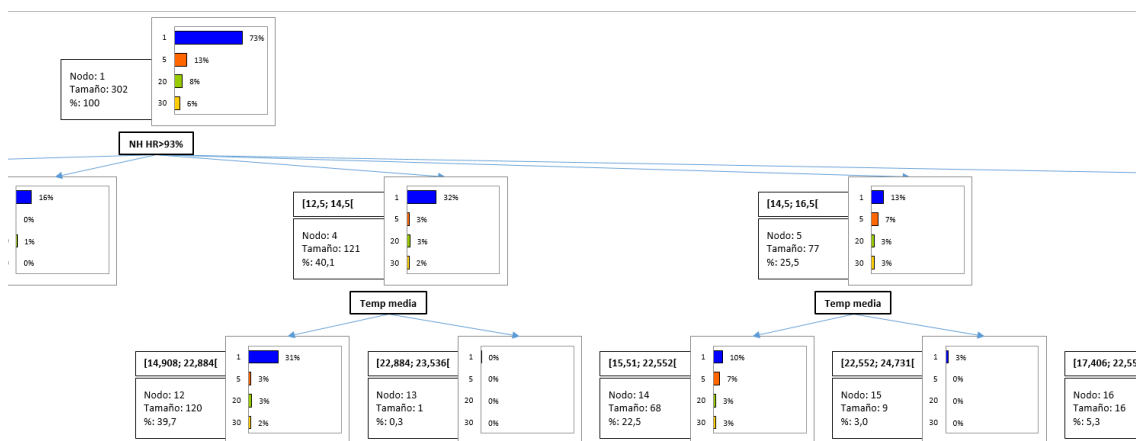 1 73%
5 13%
20 8%
30 6%
Nodo: 1
Tamaño: 302
%: 100
NH HR>93%
16%
0%
1%
0%
[12,5; 14,5[
Nodo: 4
Tamaño: 121
%: 40,1
1 32%
5 3%
20 3%
30 2%
[14,5; 16,5[
Nodo: 5
Tamaño: 77
%: 25,5
1 13%
5 7%
20 3%
30 3%
Temp media
Temp media
[14,908; 22,884[
Nodo: 12
Tamaño: 120
%: 39,7
1 31%
5 3%
20 3%
30 2%
[22,884; 23,536[
Nodo: 13
Tamaño: 1
%: 0,3
1 0%
5 0%
20 0%
30 0%
[15,51; 22,552[
Nodo: 14
Tamaño: 68
%: 22,5
1 10%
5 7%
20 3%
30 3%
[22,552; 24,731[
Nodo: 15
Tamaño: 9
%: 3,0
1 3%
5 0%
20 0%
30 0%
[17,406; 22,55
Nodo: 16
Tamaño: 16
%: 5,3